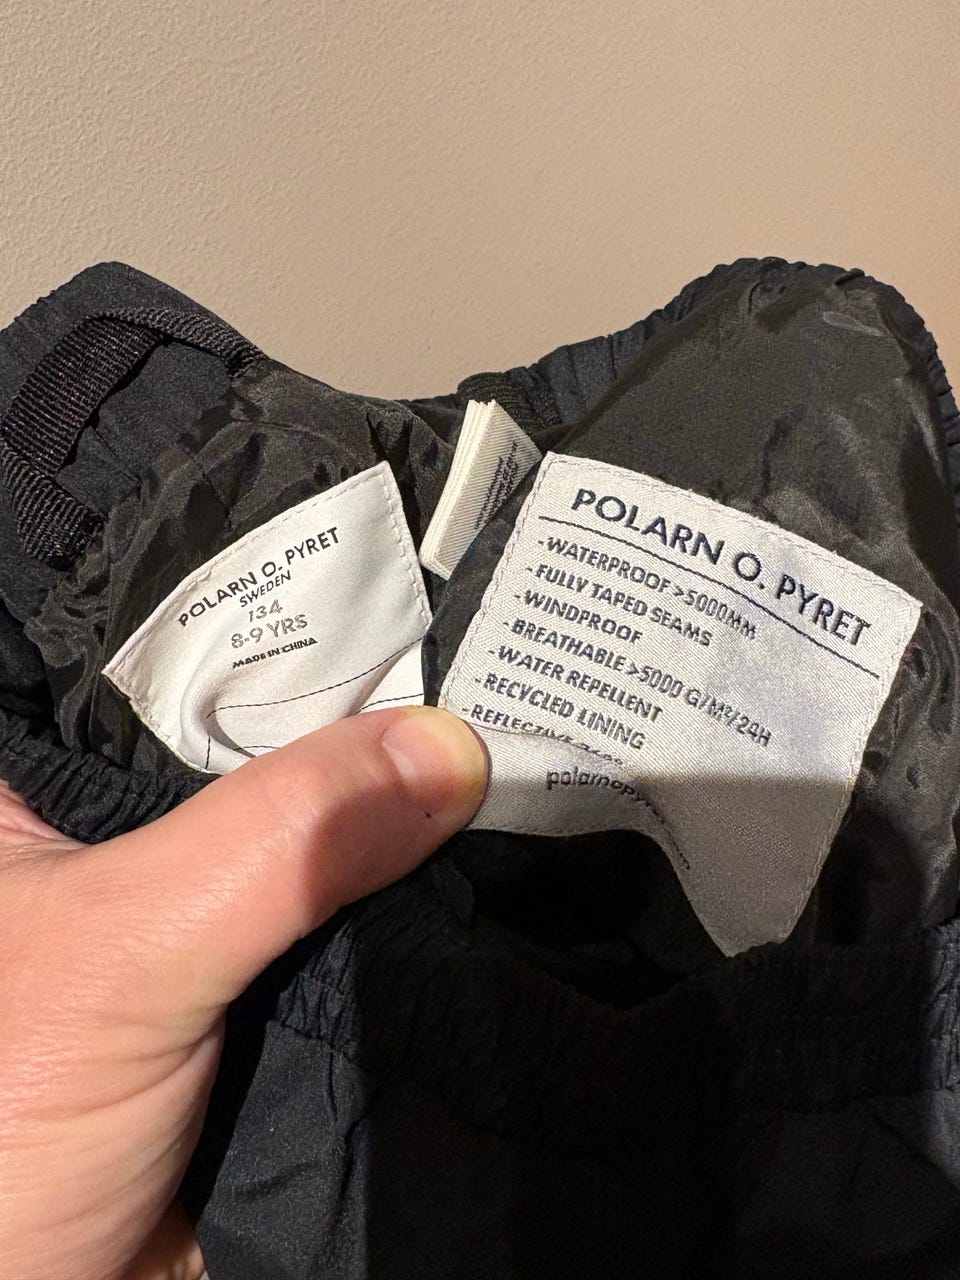 POLARN O. PYRET
SWEDEN
134
8-9 YRS
MADE IN CHINA
POLARN O. PYRET
-WATERPROOF >5000MM
-FULLY TAPED SEAMS
-WINDPROOF
-BREATHABLE >5000 G/M²/24H
-WATER REPELLENT
-RECYCLED LINING
-REFLECTIVE